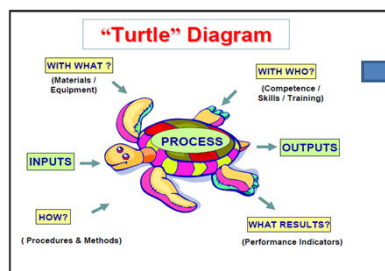 “Turtle” Diagram
WITH WHAT ?
(Materials /
Equipment)
WITH WHO?
(Competence /
Skills / Training)
INPUTS
PROCESS
OUTPUTS
HOW?
( Procedures & Methods)
WHAT RESULTS?
(Performance Indicators)